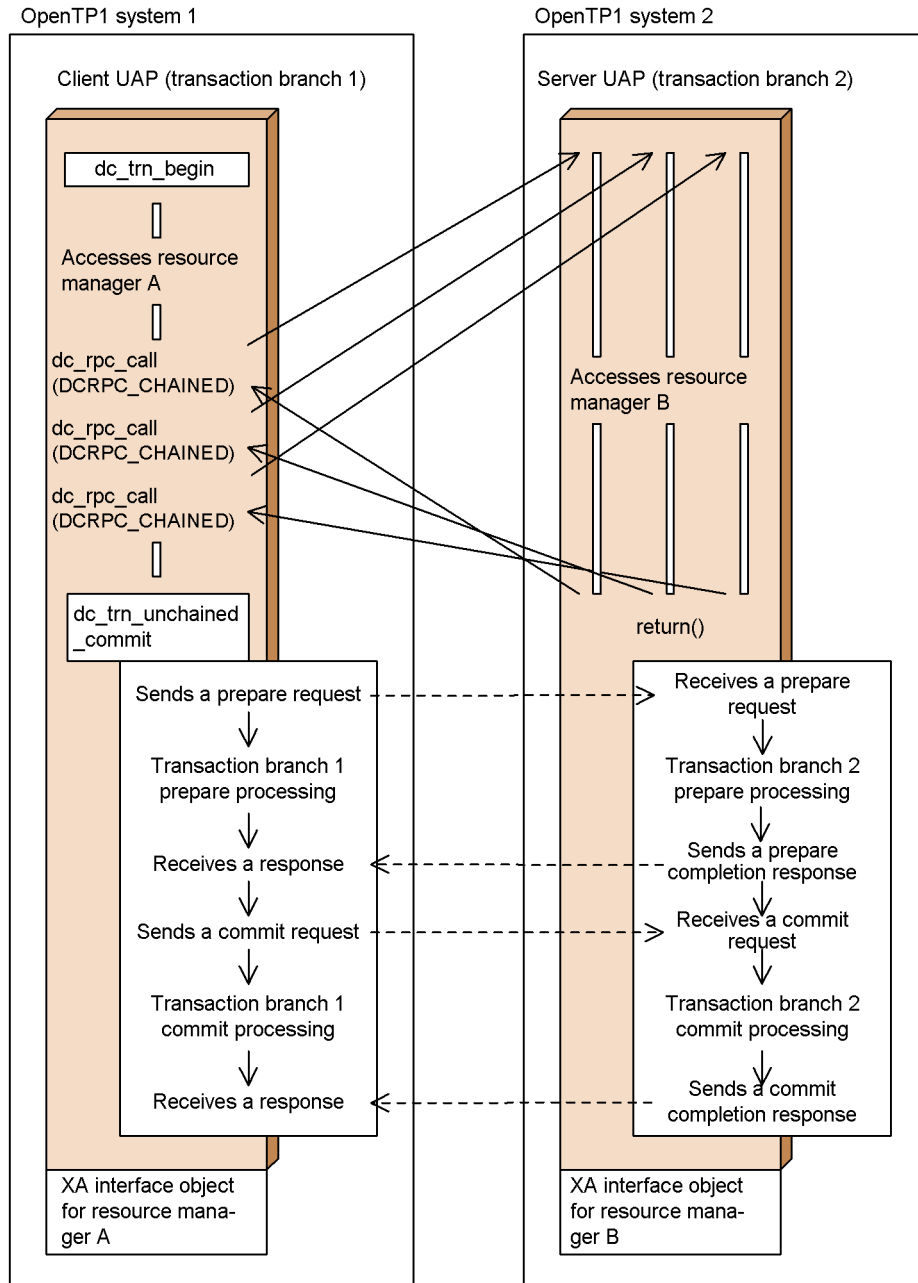 OpenTP1 system 1
Client UAP (transaction branch 1)
dc_trn_begin
Accesses resource
manager A
dc_rpc_call
(DCRPC_CHAINED)
dc_rpc_call
(DCRPC_CHAINED)
dc_rpc_call
(DCRPC_CHAINED)
dc_trn_unchained
_commit
Sends a prepare request
Transaction branch 1
prepare processing
Receives a response
Sends a commit request
Transaction branch 1
commit processing
Receives a response
XA interface object
for resource mana-
ger A
OpenTP1 system 2
Server UAP (transaction branch 2)
Accesses resource
manager B
return()
Receives a prepare
request
Transaction branch 2
prepare processing
Sends a prepare
completion response
Receives a commit
request
Transaction branch 2
commit processing
Sends a commit
completion response
XA interface object
for resource mana-
ger B